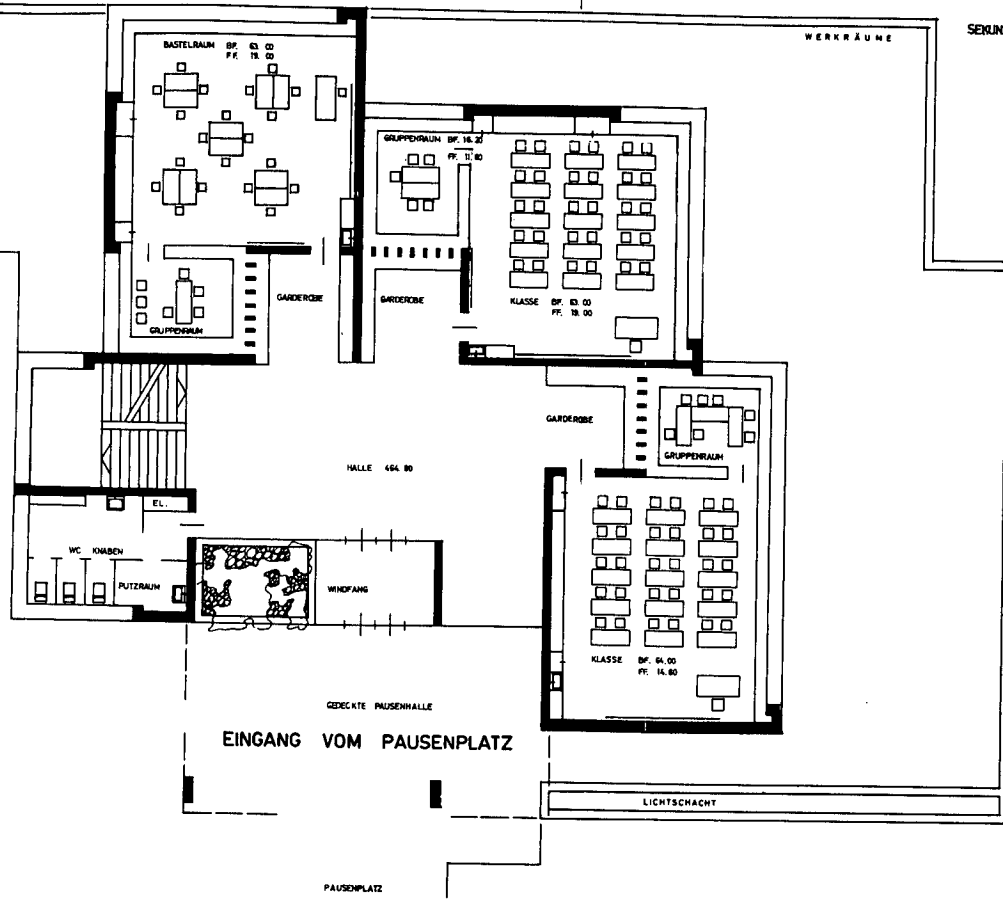 WERKRÄUME
SEKUN
BASTELRAUM BF. 63.00
FF. 19.00
GRUPPENRAUM BF. 16.20
FF. 11.80
KLASSE BF. 63.00
FF. 19.00
GARDEROBE
GARDEROBE
GRUPPENRAUM
GARDEROBE
GRUPPENRAUM
HALLE 464.80
EL.
WC KNABEN
PUTZRAUM
WINDFANG
KLASSE BF. 64.00
FF. 14.80
GEDECKTE PAUSENHALLE
EINGANG VOM PAUSENPLATZ
LICHTSCHACHT
PAUSENPLATZ